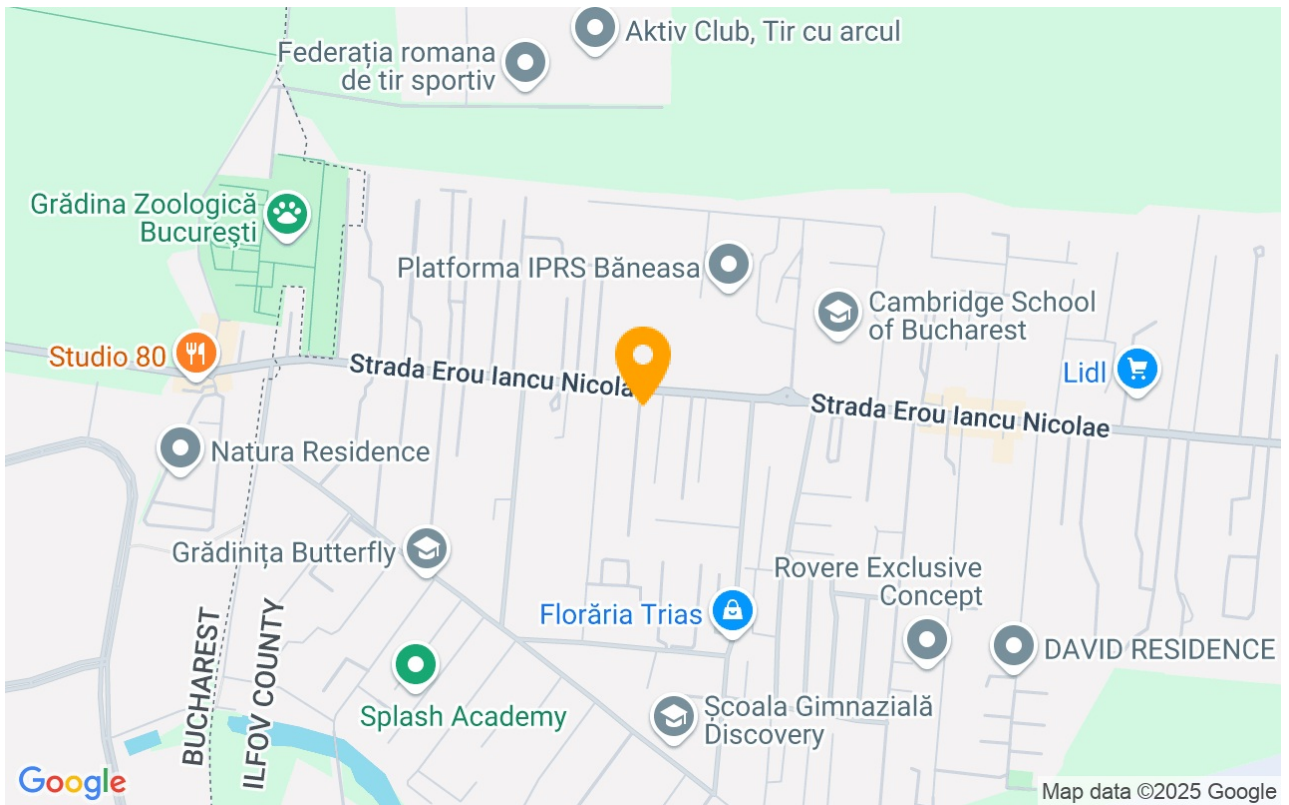 Aktiv Club, Tir cu arcul
Federația romana
de tir sportiv
Grădina Zoologică
București
Platforma IPRS Băneasa
Cambridge School
of Bucharest
Studio 80
Strada Erou Iancu Nicolae
Lidl
Strada Erou Iancu Nicolae
Natura Residence
Grădinița Butterfly
Rovere Exclusive
Concept
Florăria Trias
DAVID RESIDENCE
BUCHAREST
ILFOV COUNTY
Splash Academy
Școala Gimnazială
Discovery
Google
Map data ©2025 Google